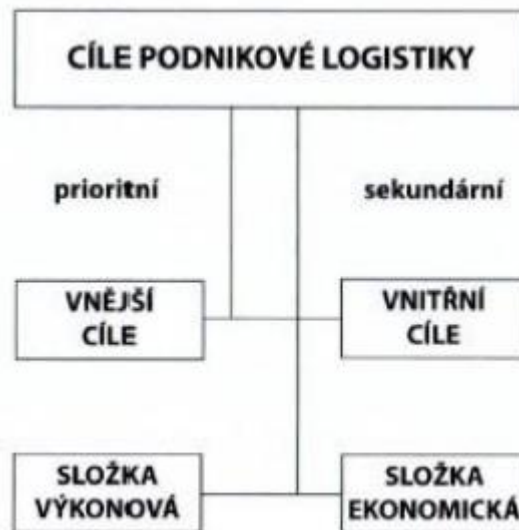 CÍLE PODNIKOVÉ LOGISTIKY
prioritní
sekundární
VNĚJŠÍ
CÍLE
VNITŘNÍ
CÍLE
SLOŽKA
VÝKONOVÁ
SLOŽKA
EKONOMICKÁ